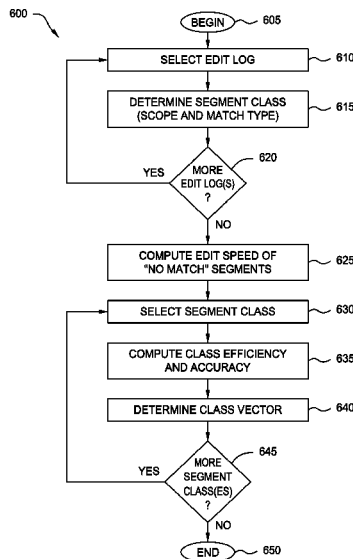 600
BEGIN 605
SELECT EDIT LOG 610
DETERMINE SEGMENT CLASS
(SCOPE AND MATCH TYPE) 615
620
YES MORE
EDIT LOG(S)
?
NO
COMPUTE EDIT SPEED OF
"NO MATCH" SEGMENTS 625
SELECT SEGMENT CLASS 630
COMPUTE CLASS EFFICIENCY
AND ACCURACY 635
DETERMINE CLASS VECTOR 640
645
YES MORE
SEGMENT
CLASS(ES)
?
NO
END 650